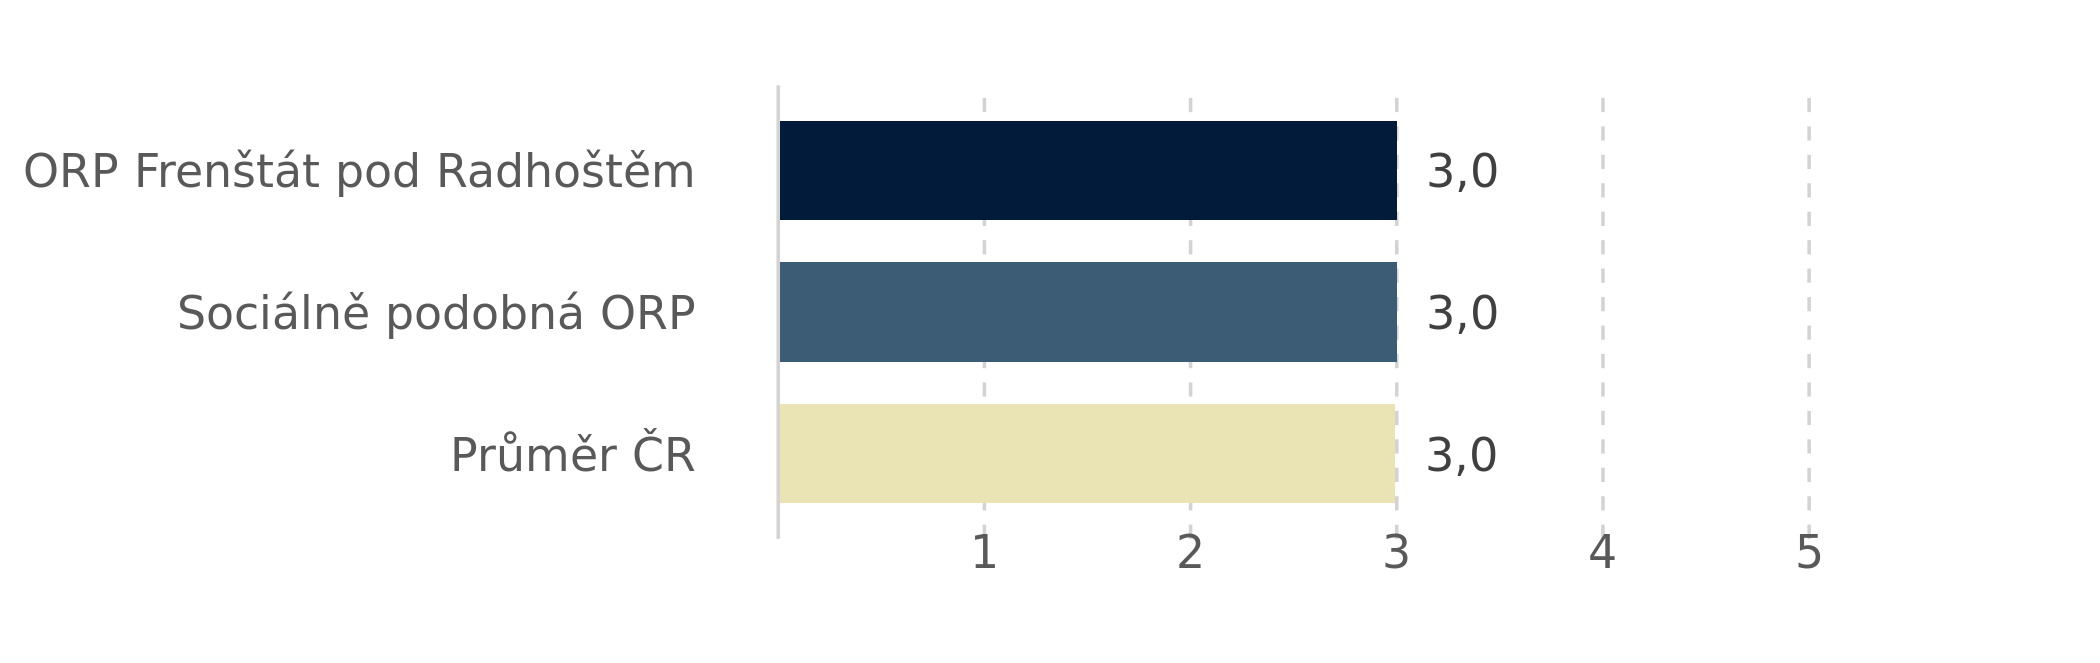 ORP Frenštát pod Radhoštěm 3,0
Sociálně podobná ORP 3,0
Průměr ČR 3,0
1 2 3 4 5